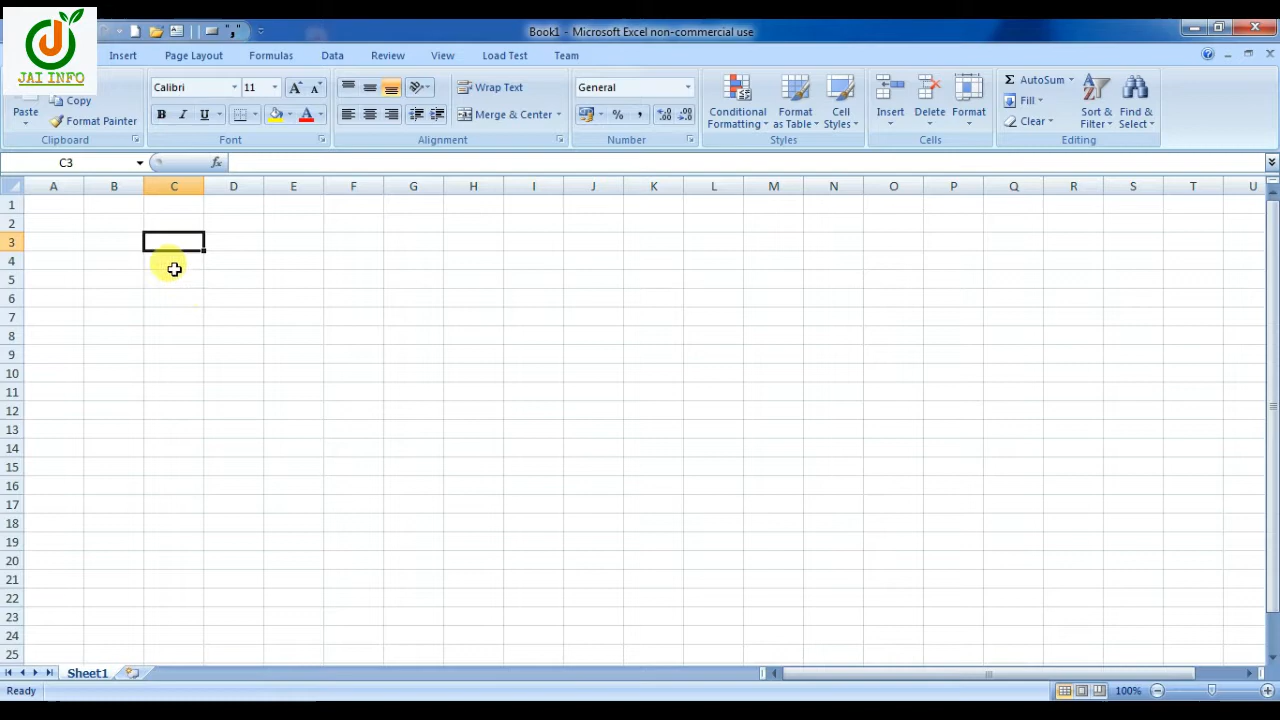 JAI INFO
";"
Book1 - Microsoft Excel non-commercial use
Insert Page Layout Formulas Data Review View Load Test Team
Calibri 11 A A Wrap Text General Conditional Formatting Format as Table Cell Styles Insert Delete Format Σ AutoSum Sort & Filter Find & Select
Paste Copy Fill
Format Painter B I U A Merge & Center % , Clear
Clipboard Font Alignment Number Styles Cells Editing
C3 fx
A B C D E F G H I J K L M N O P Q R S T U
1
2
3
4
5
6
7
8
9
10
11
12
13
14
15
16
17
18
19
20
21
22
23
24
25
Sheet1
Ready 100%